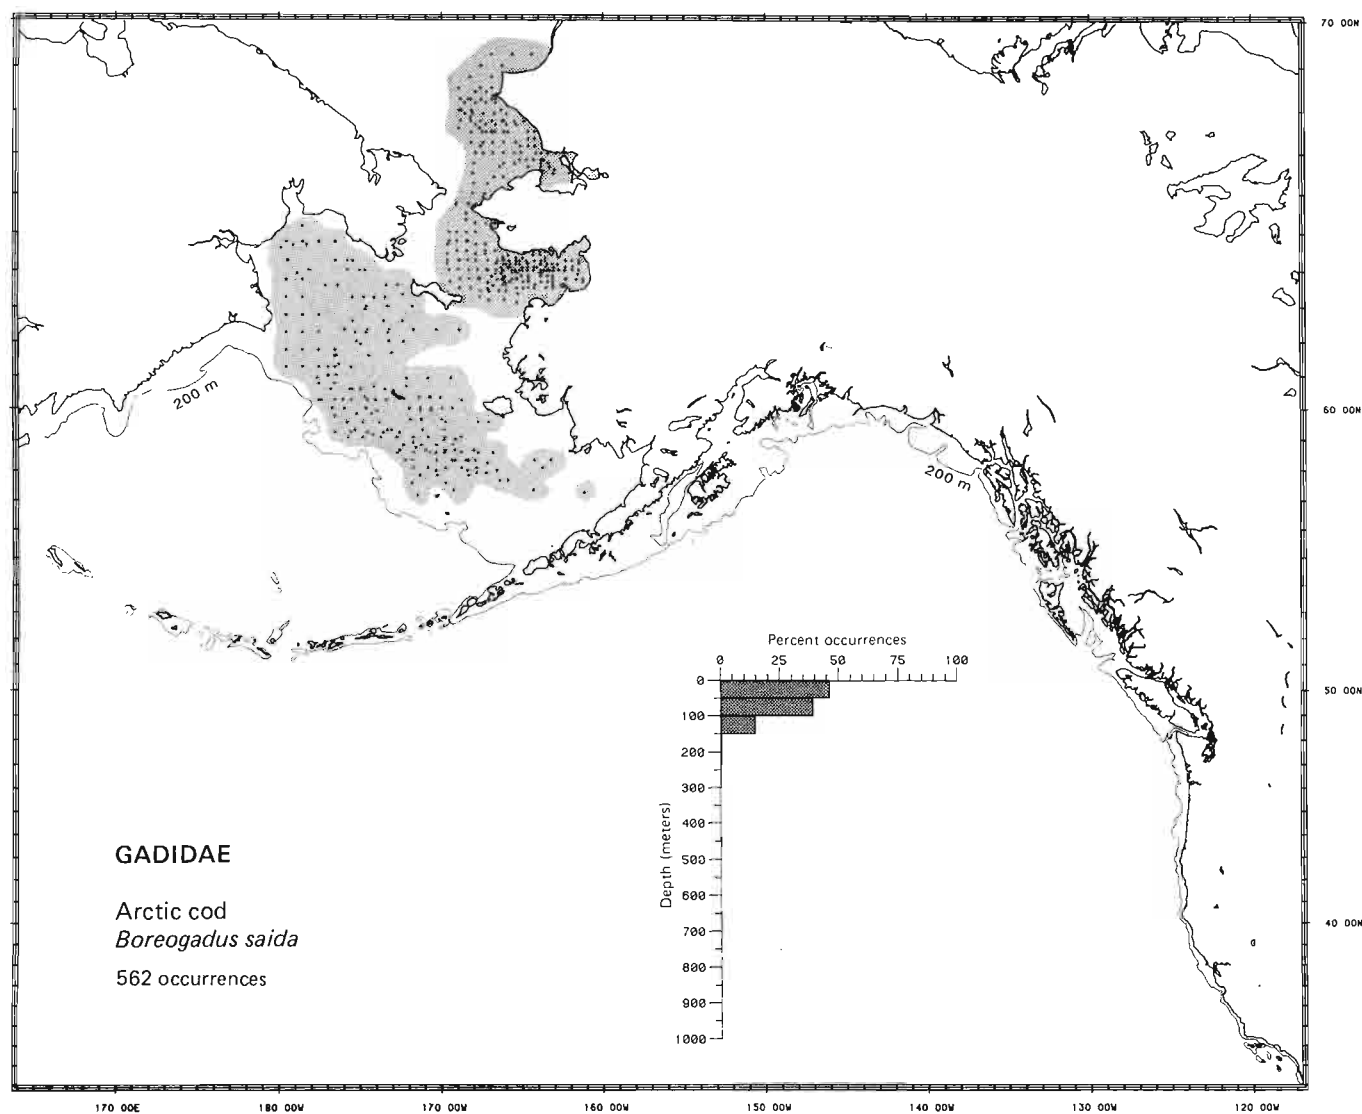 70 00N
200 m
60 00N
200 m
Percent occurrences
0 25 50 75 100
50 00N
0
100
200
300
400
500
600
700
800
900
1000
Depth (meters)
GADIDAE
Arctic cod
Boreogadus saida
562 occurrences
40 00N
170 00E 180 00W 170 00W 160 00W 150 00W 140 00W 130 00W 120 00W